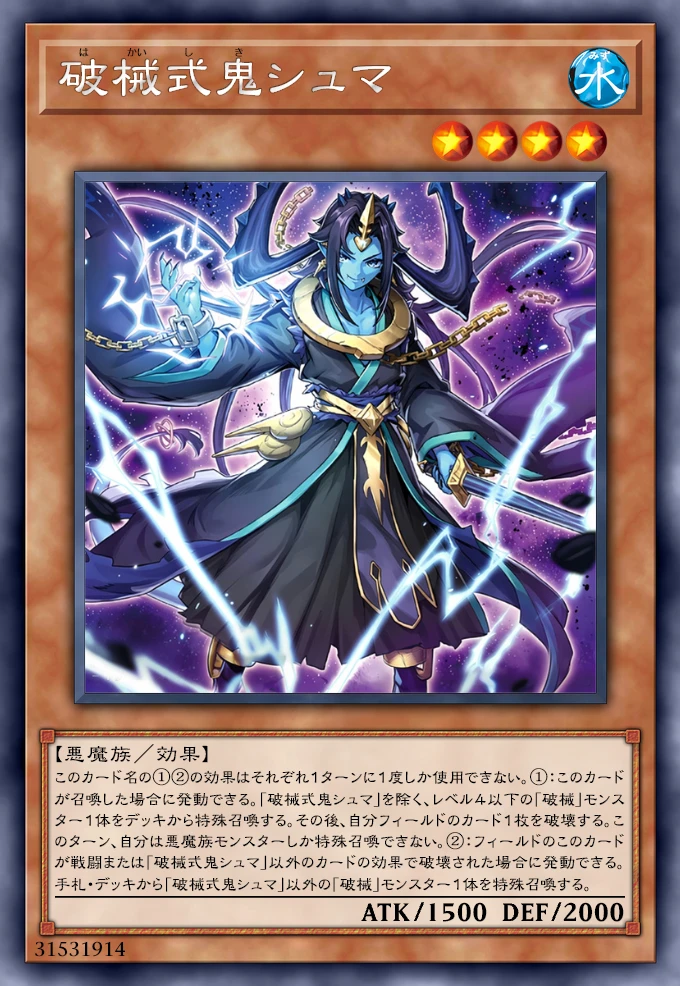 は かい し き
破械式鬼シュマ
みず
水
【悪魔族／効果】
このカード名の①②の効果はそれぞれ1ターンに1度しか使用できない。①：このカード
が召喚した場合に発動できる。「破械式鬼シュマ」を除く、レベル4以下の「破械」モンス
ター1体をデッキから特殊召喚する。その後、自分フィールドのカード1枚を破壊する。こ
のターン、自分は悪魔族モンスターしか特殊召喚できない。②：フィールドのこのカード
が戦闘または「破械式鬼シュマ」以外のカードの効果で破壊された場合に発動できる。
手札・デッキから「破械式鬼シュマ」以外の「破械」モンスター1体を特殊召喚する。
ATK/1500 DEF/2000
31531914